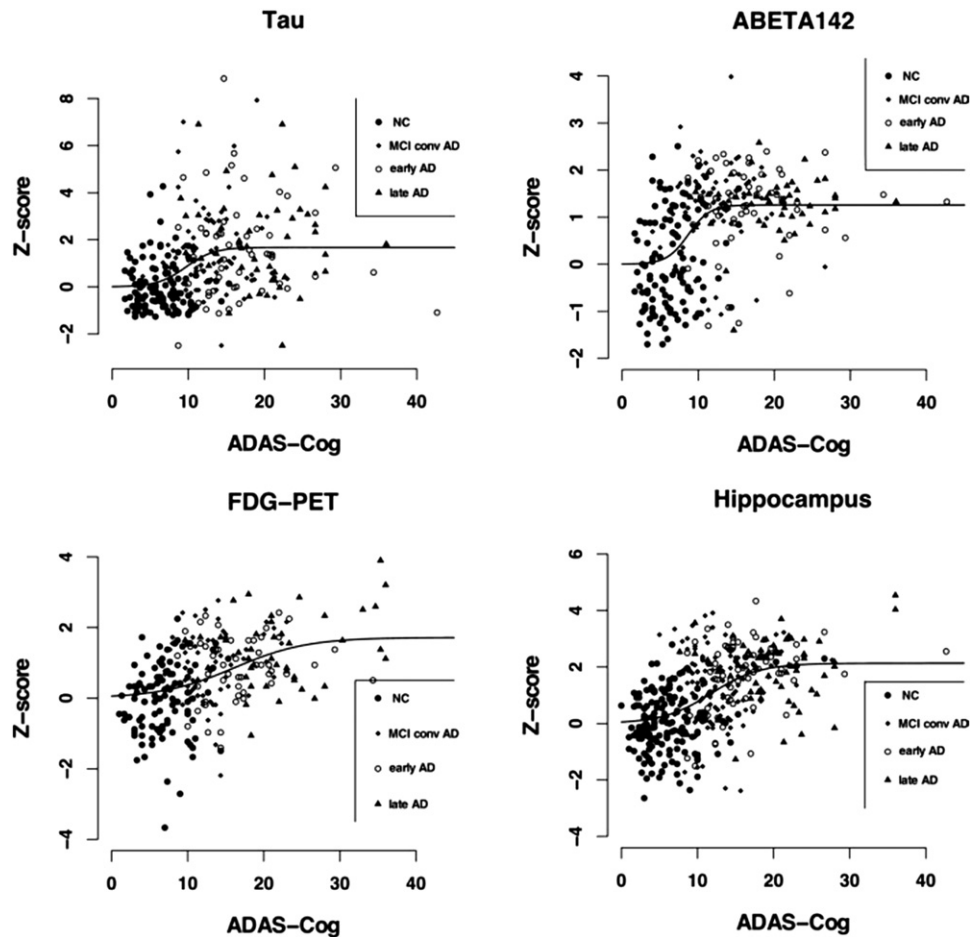 Tau
Z-score
8
6
4
2
0
-2
0 10 20 30 40
ADAS-Cog
NC
MCI conv AD
early AD
late AD
ABETA142
Z-score
4
3
2
1
0
-1
-2
0 10 20 30 40
ADAS-Cog
NC
MCI conv AD
early AD
late AD
FDG-PET
Z-score
4
2
0
-2
-4
0 10 20 30 40
ADAS-Cog
NC
MCI conv AD
early AD
late AD
Hippocampus
Z-score
6
4
2
0
-2
-4
0 10 20 30 40
ADAS-Cog
NC
MCI conv AD
early AD
late AD